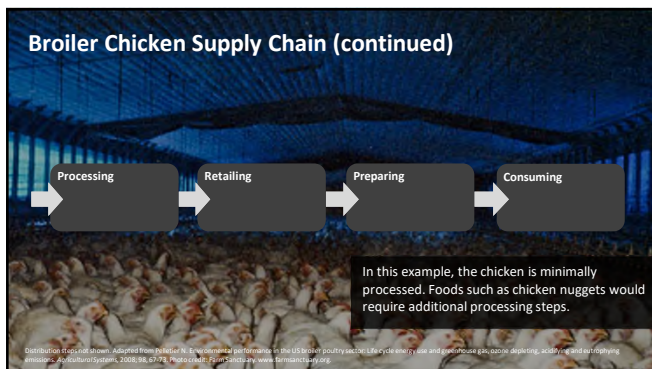 Broiler Chicken Supply Chain (continued)
Processing
Retailing
Preparing
Consuming
In this example, the chicken is minimally
processed. Foods such as chicken nuggets would
require additional processing steps.
Distribution steps not shown. Adapted from Pelletier N. Environmental performance in the US broiler poultry sector: Life cycle energy use and greenhouse gas, ozone depleting, acidifying and eutrophying
emissions. Agricultural Systems, 2008; 98, 67-73. Photo credit: Farm Sanctuary. www.farmsanctuary.org